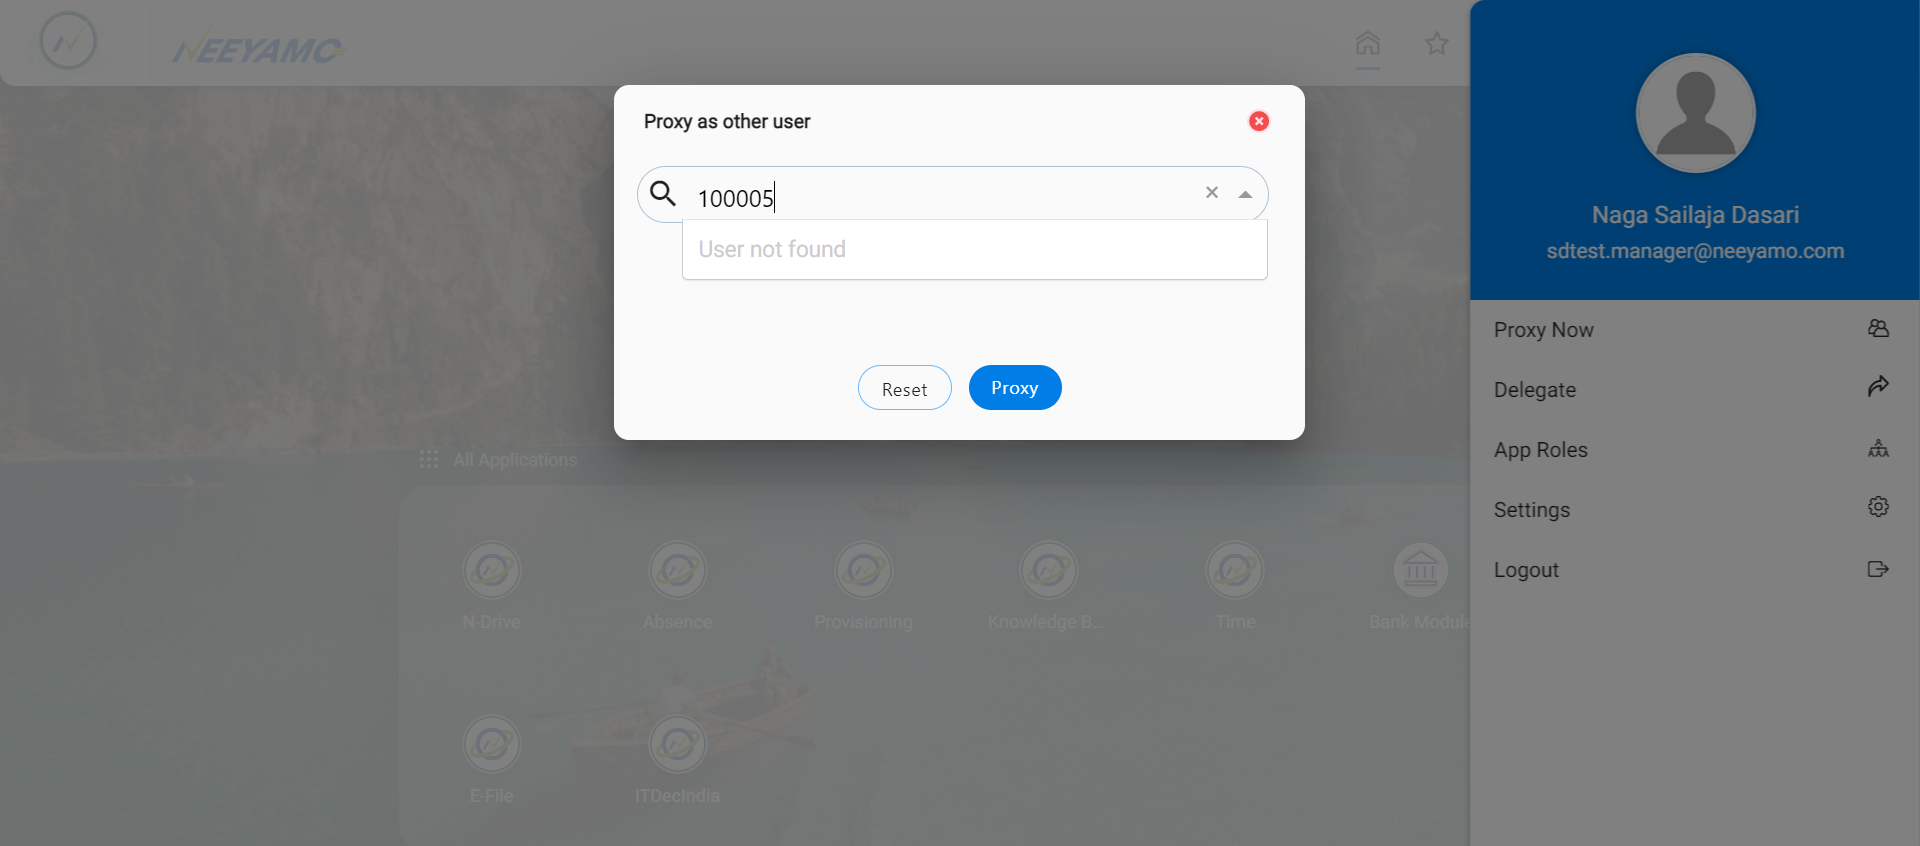 NEEYAMO
Proxy as other user
100005
User not found
Reset
Proxy
Naga Sailaja Dasari
sdtest.manager@neeyamo.com
Proxy Now
Delegate
App Roles
Settings
Logout
All Applications
N-Drive
Absence
Provisioning
Knowledge B...
Time
Bank Module
E-File
ITDecIndia